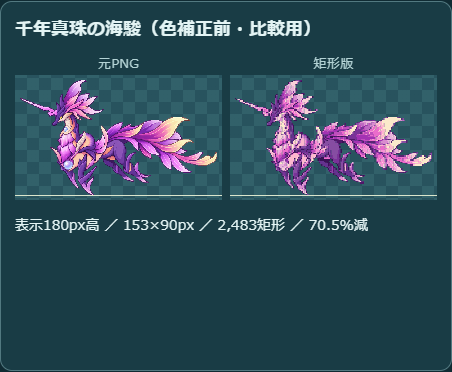 千年真珠の海駿（色補正前・比較用）
元PNG
矩形版
表示180px高 ／ 153×90px ／ 2,483矩形 ／ 70.5%減